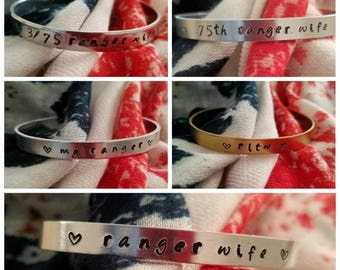 3/75 ranger wife
75th ranger wife
♡ my ranger ♡
♡ rltw ♡
♡ ranger wife ♡